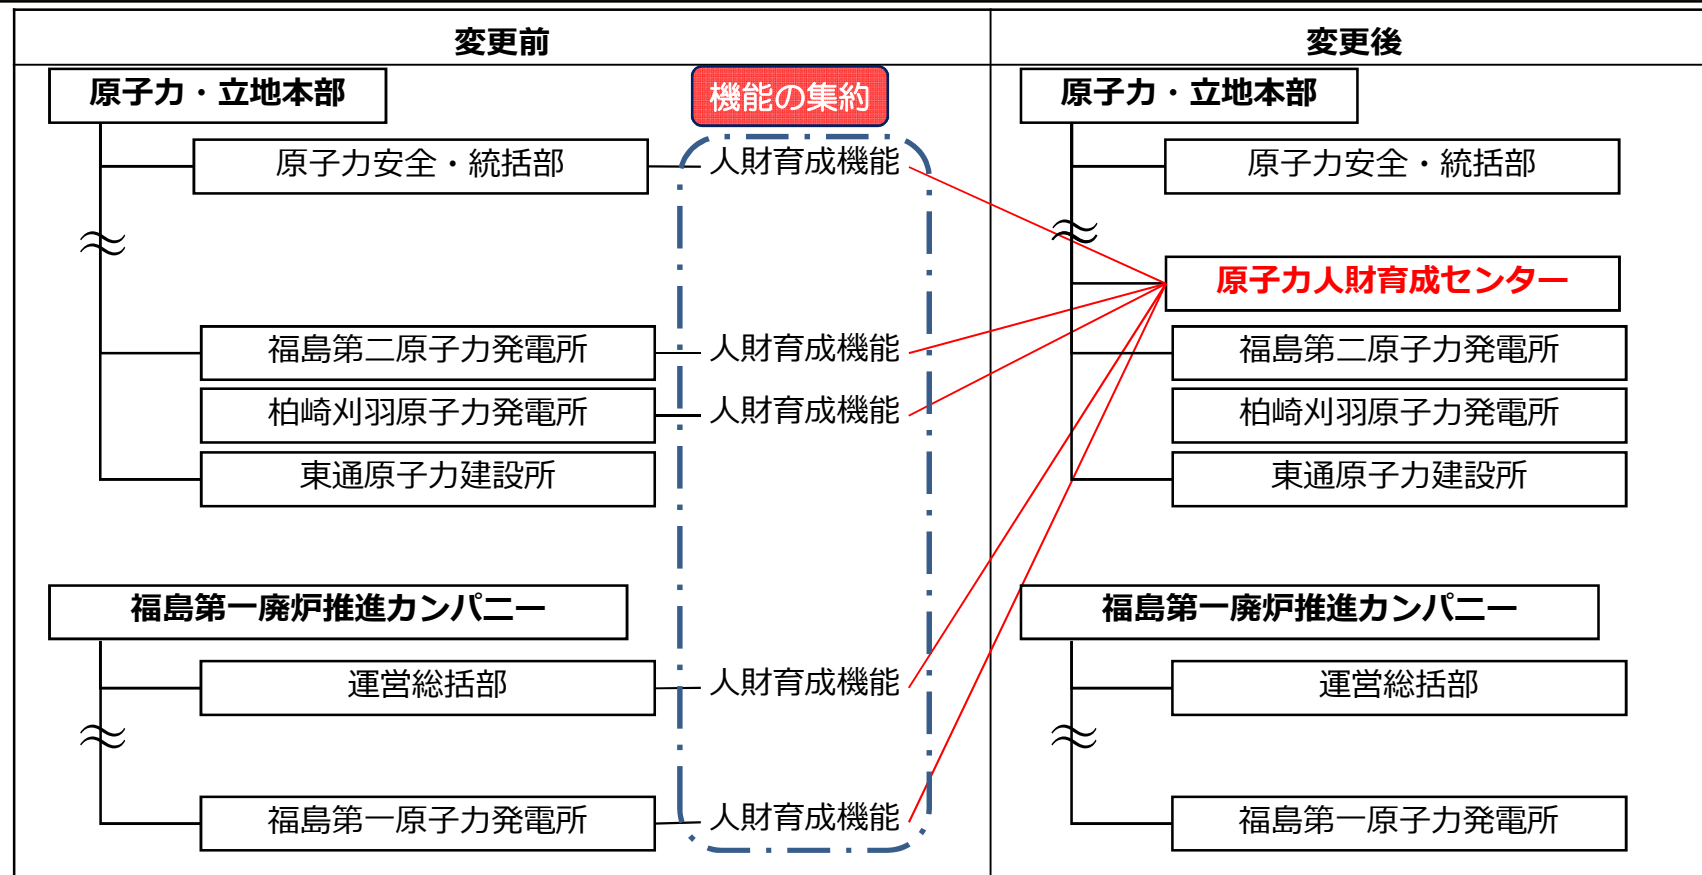 変更前
変更後
原子力・立地本部
機能の集約
原子力安全・統括部
人財育成機能
福島第二原子力発電所
人財育成機能
柏崎刈羽原子力発電所
人財育成機能
東通原子力建設所
福島第一廃炉推進カンパニー
運営総括部
人財育成機能
福島第一原子力発電所
人財育成機能
原子力・立地本部
原子力安全・統括部
原子力人財育成センター
福島第二原子力発電所
柏崎刈羽原子力発電所
東通原子力建設所
福島第一廃炉推進カンパニー
運営総括部
福島第一原子力発電所